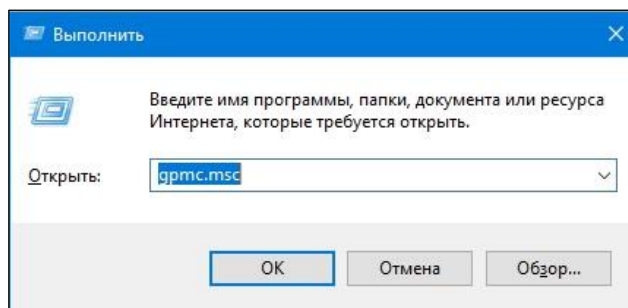 Выполнить
Введите имя программы, папки, документа или ресурса
Интернета, которые требуется открыть.
Открыть:
gpmc.msc
OK
Отмена
Обзор...